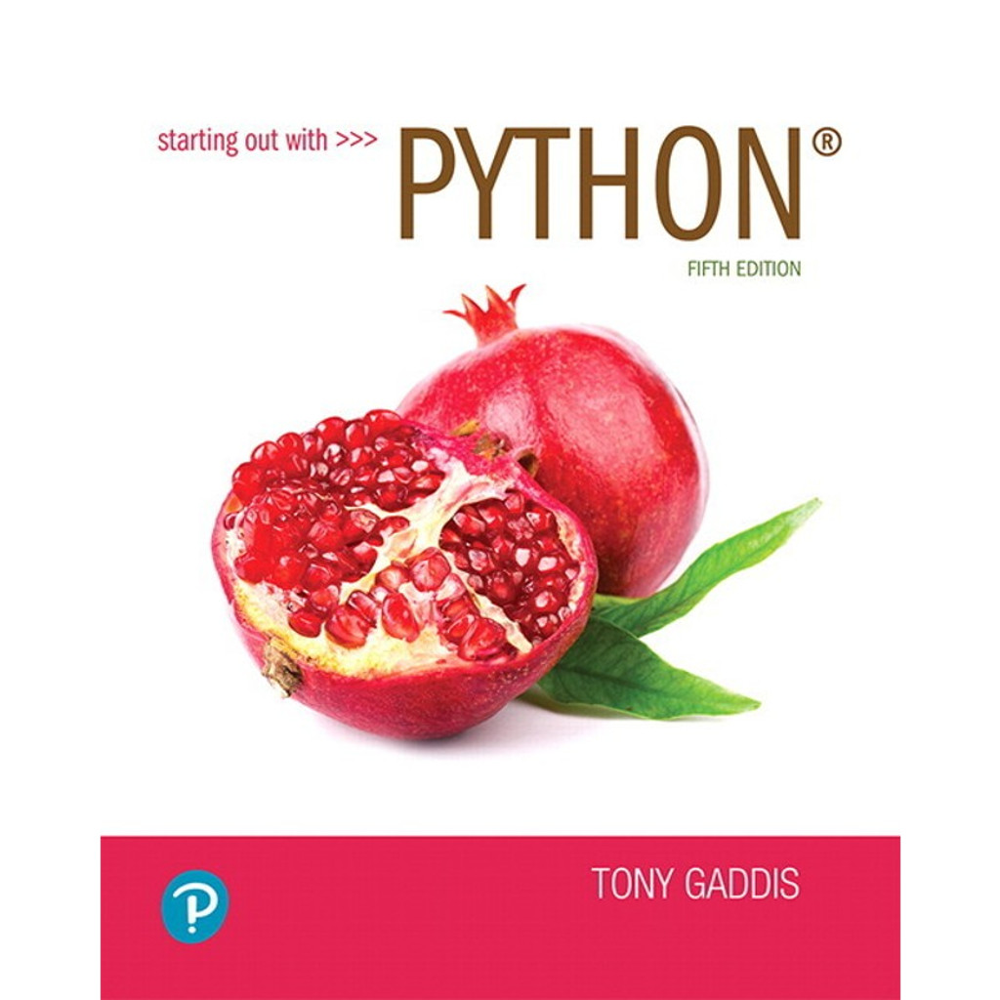 starting out with >>> PYTHON®
FIFTH EDITION
TONY GADDIS
P